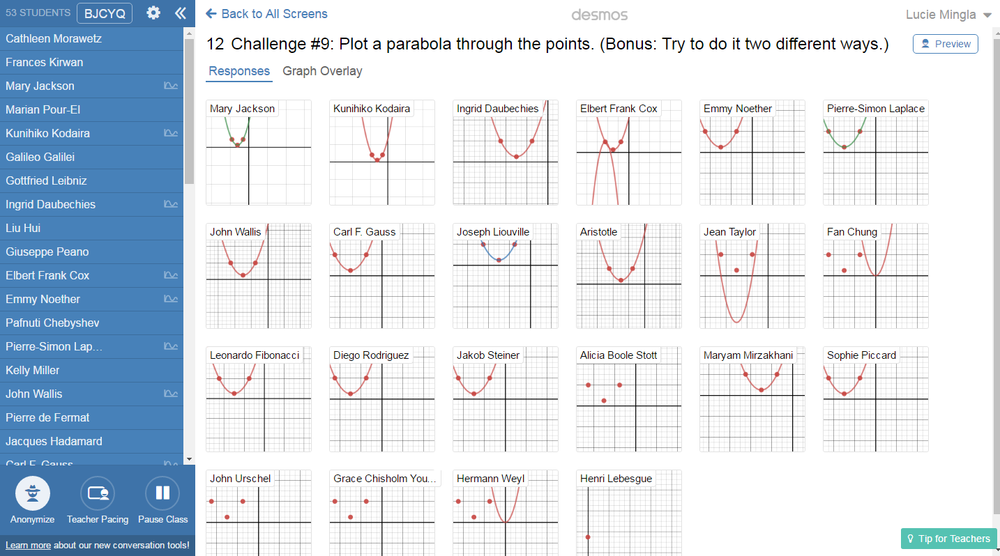 53 STUDENTS BJCYQ
Back to All Screens
desmos
Lucie Mingla
12 Challenge #9: Plot a parabola through the points. (Bonus: Try to do it two different ways.)
Preview
Responses Graph Overlay
Cathleen Morawetz
Frances Kirwan
Mary Jackson
Marian Pour-El
Kunihiko Kodaira
Galileo Galilei
Gottfried Leibniz
Ingrid Daubechies
Liu Hui
Giuseppe Peano
Elbert Frank Cox
Emmy Noether
Pafnuti Chebyshev
Pierre-Simon Lap...
Kelly Miller
John Wallis
Pierre de Fermat
Jacques Hadamard
Carl F. Gauss
Anonymize Teacher Pacing Pause Class
Learn more about our new conversation tools!
Mary Jackson Kunihiko Kodaira Ingrid Daubechies Elbert Frank Cox Emmy Noether Pierre-Simon Laplace
John Wallis Carl F. Gauss Joseph Liouville Aristotle Jean Taylor Fan Chung
Leonardo Fibonacci Diego Rodriguez Jakob Steiner Alicia Boole Stott Maryam Mirzakhani Sophie Piccard
John Urschel Grace Chisholm You... Hermann Weyl Henri Lebesgue
Tip for Teachers